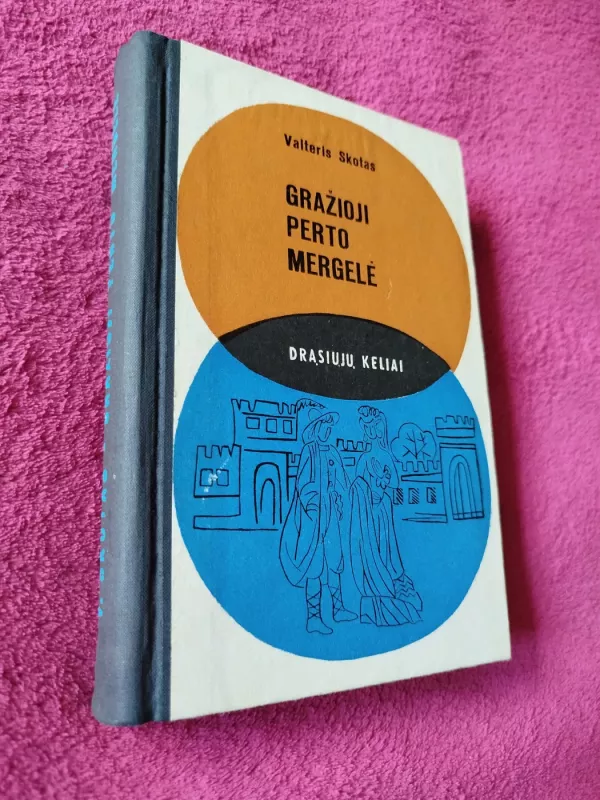 Valteris Skotas
GRAŽIOJI
PERTO
MERGELĖ
DRĄSIŲJŲ KELIAI